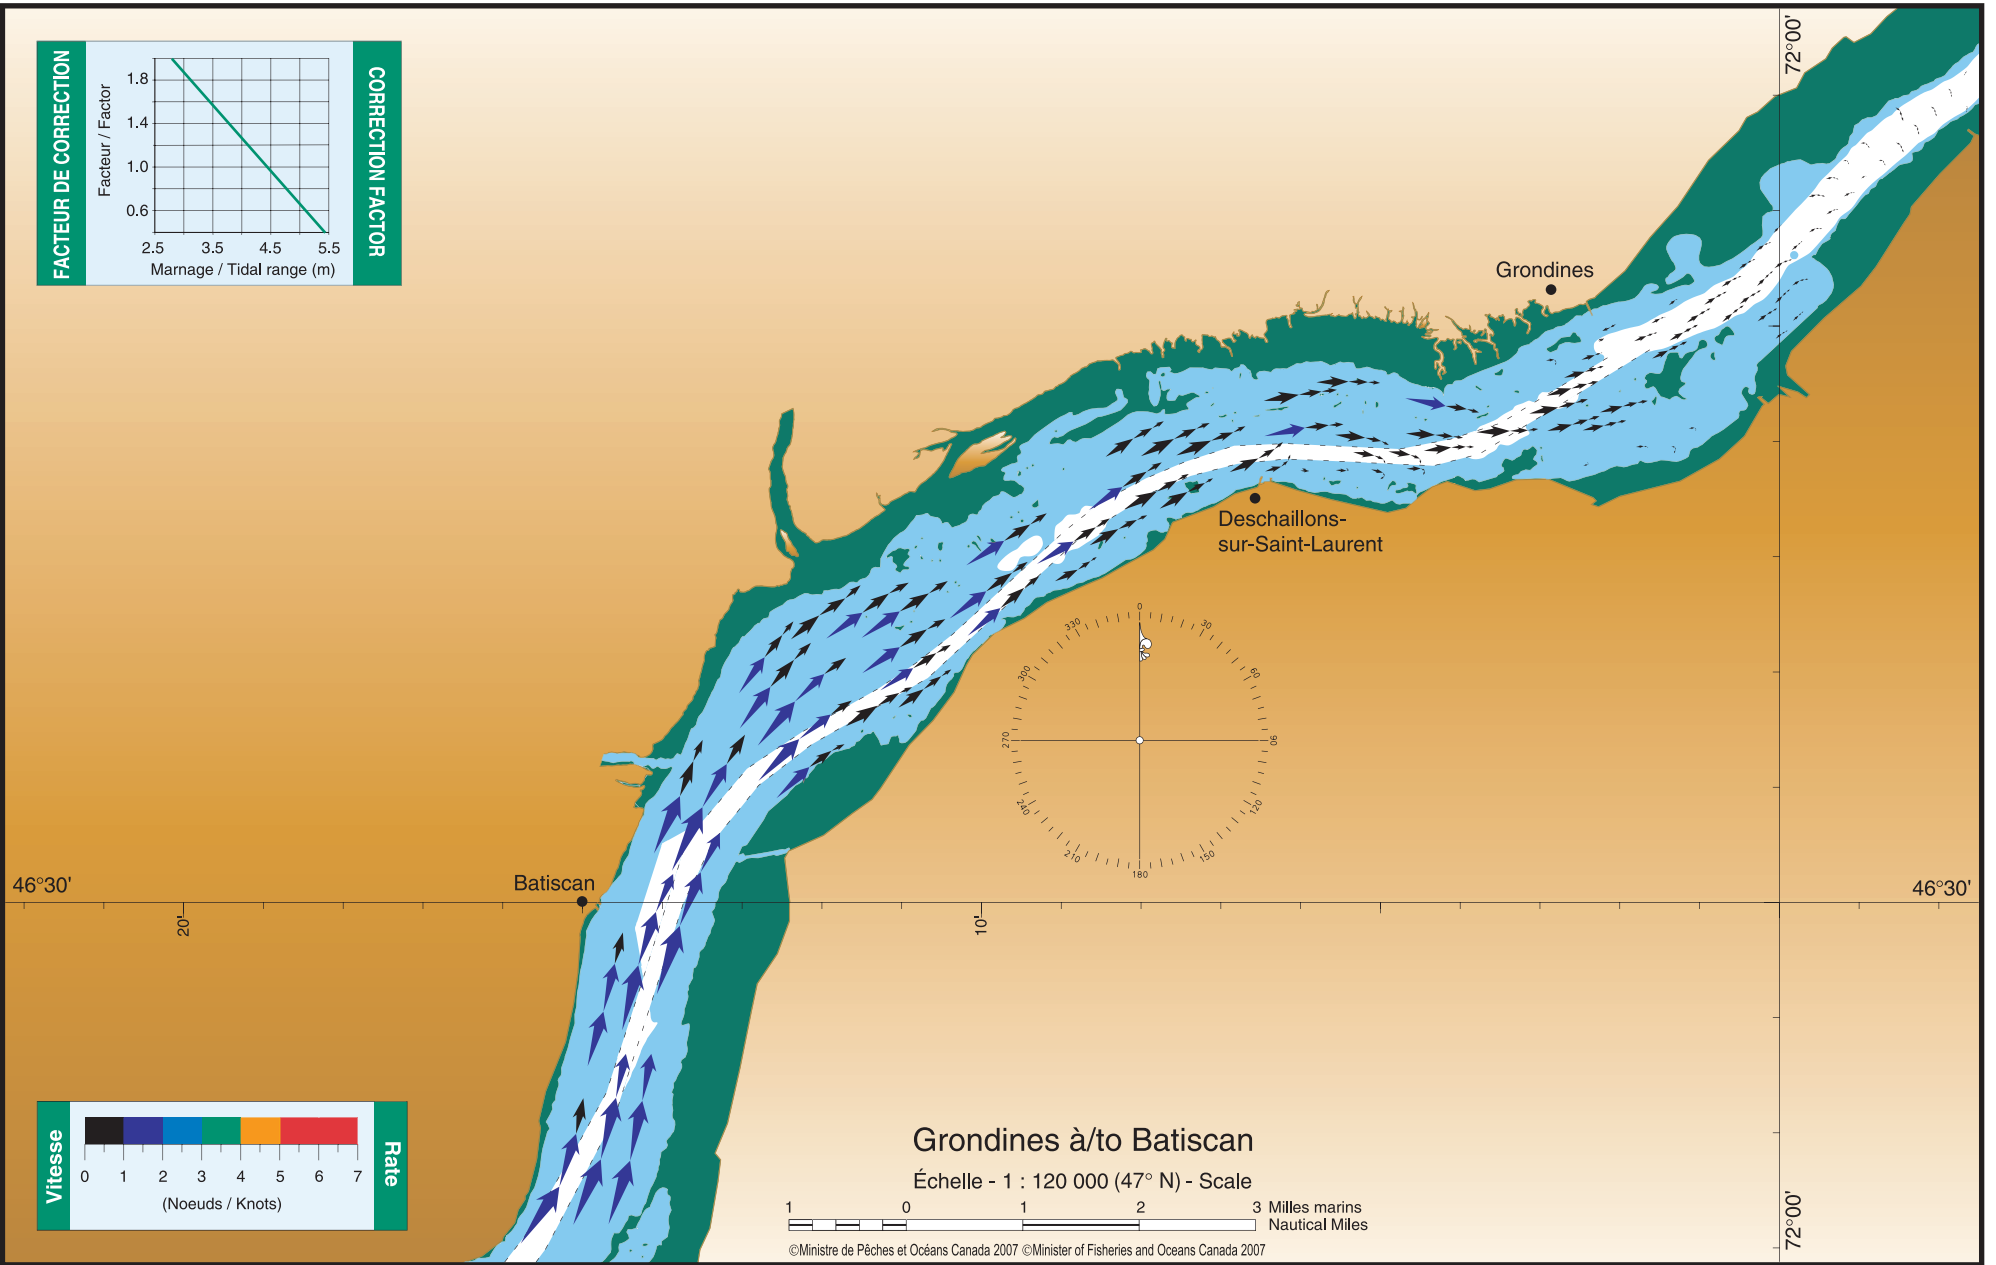 FACTEUR DE CORRECTION
Facteur / Factor
1.8
1.4
1.0
0.6
2.5 3.5 4.5 5.5
Marnage / Tidal range (m)
CORRECTION FACTOR
72°00'
Grondines
Deschaillons-
sur-Saint-Laurent
0
30
60
90
120
150
180
210
240
270
300
330
Batiscan
46°30'
46°30'
20'
10'
Vitesse
0 1 2 3 4 5 6 7
(Noeuds / Knots)
Rate
Grondines à/to Batiscan
Échelle - 1 : 120 000 (47° N) - Scale
1 0 1 2 3 Milles marins
Nautical Miles
©Ministre de Pêches et Océans Canada 2007 ©Minister of Fisheries and Oceans Canada 2007
72°00'